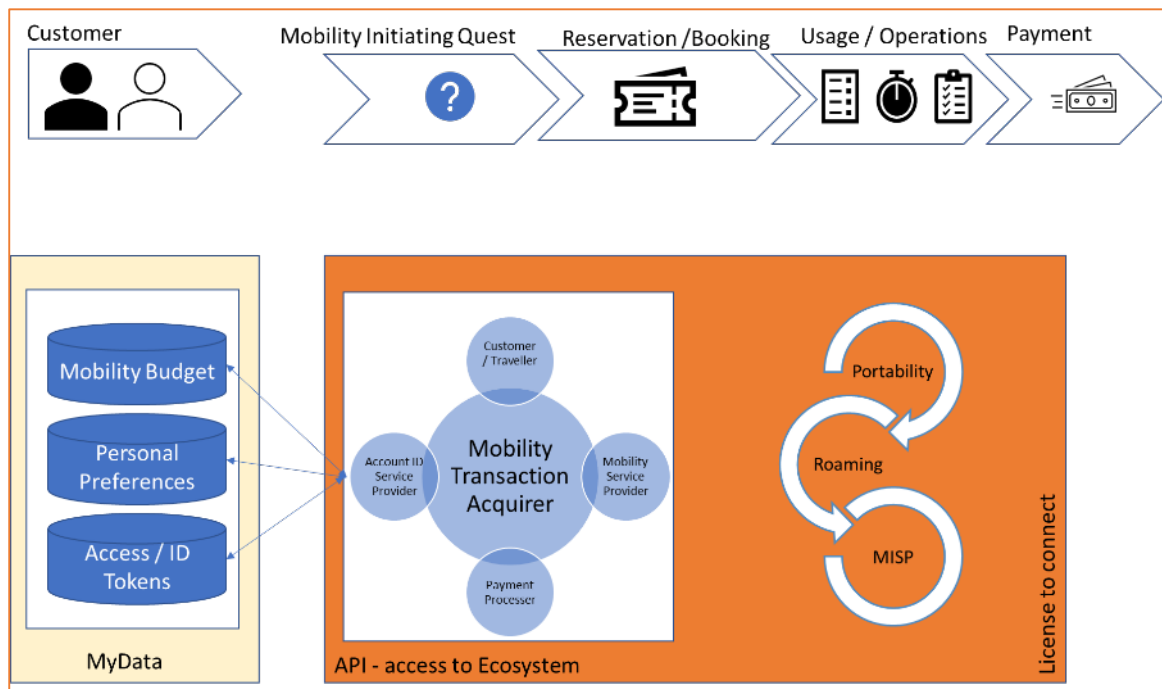 Customer
Mobility Initiating Quest
Reservation /Booking
Usage / Operations
Payment
?
Mobility Budget
Personal
Preferences
Access / ID
Tokens
MyData
Customer
/ Traveller
Account ID
Service
Provider
Mobility
Transaction
Acquirer
Mobility
Service
Provider
Payment
Processer
API - access to Ecosystem
Portability
Roaming
MISP
License to connect